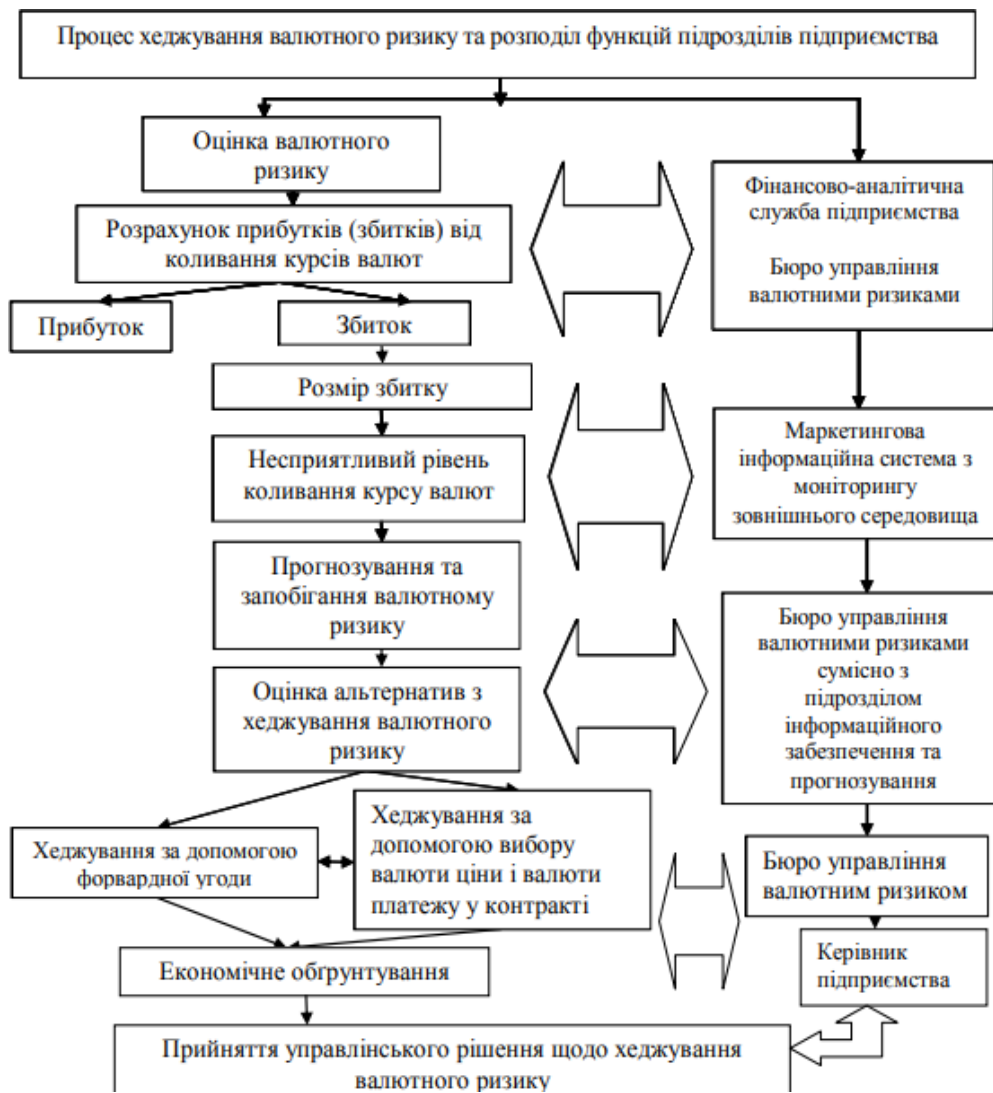 Процес хеджування валютного ризику та розподіл функцій підрозділів підприємства
Оцінка валютного
ризику
Розрахунок прибутків (збитків) від
коливання курсів валют
Прибуток
Збиток
Розмір збитку
Несприятливий рівень
коливання курсу валют
Прогнозування та
запобігання валютному
ризику
Оцінка альтернатив з
хеджування валютного
ризику
Хеджування за допомогою
форвардної угоди
Хеджування за
допомогою вибору
валюти ціни і валюти
платежу у контракті
Економічне обґрунтування
Прийняття управлінського рішення щодо хеджування
валютного ризику
Фінансово-аналітична
служба підприємства
Бюро управління
валютними ризиками
Маркетингова
інформаційна система з
моніторингу
зовнішнього середовища
Бюро управління
валютними ризиками
сумісно з
підрозділом
інформаційного
забезпечення та
прогнозування
Бюро управління
валютним ризиком
Керівник
підприємства